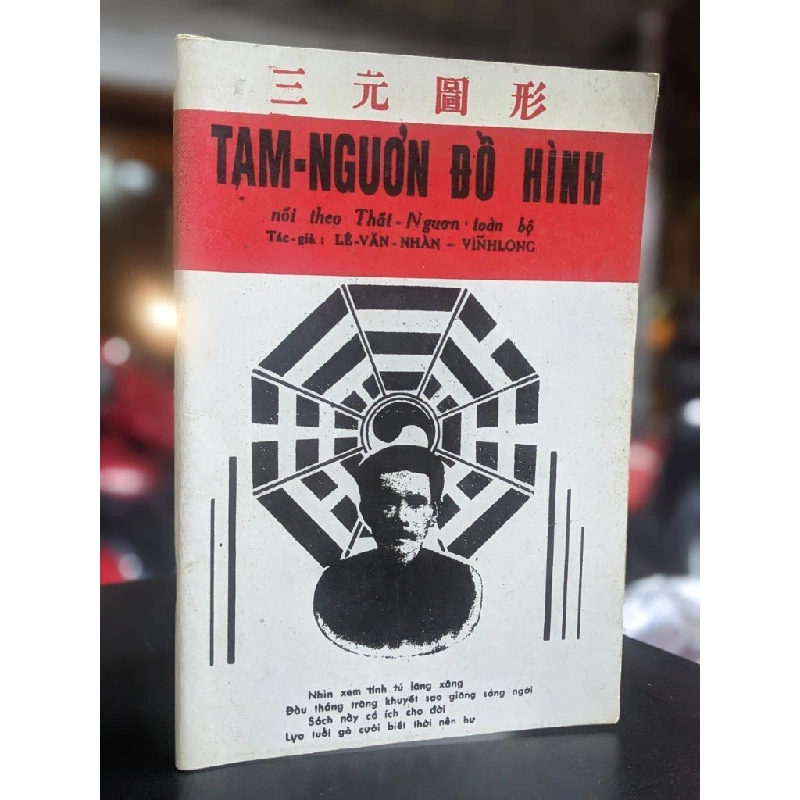 三元圖形
TAM-NGUƠN ĐỒ HÌNH
nối theo Thất-Ngươn toàn bộ
Tác-giả : LÊ-VĂN-NHÀN – VĨNHLONG
Nhìn xem tinh tú lăng xăng
Đầu tháng trăng khuyết sao giăng sáng ngời
Sách này có ích cho đời
Lựa tuổi gả cưới biết thời nên hư